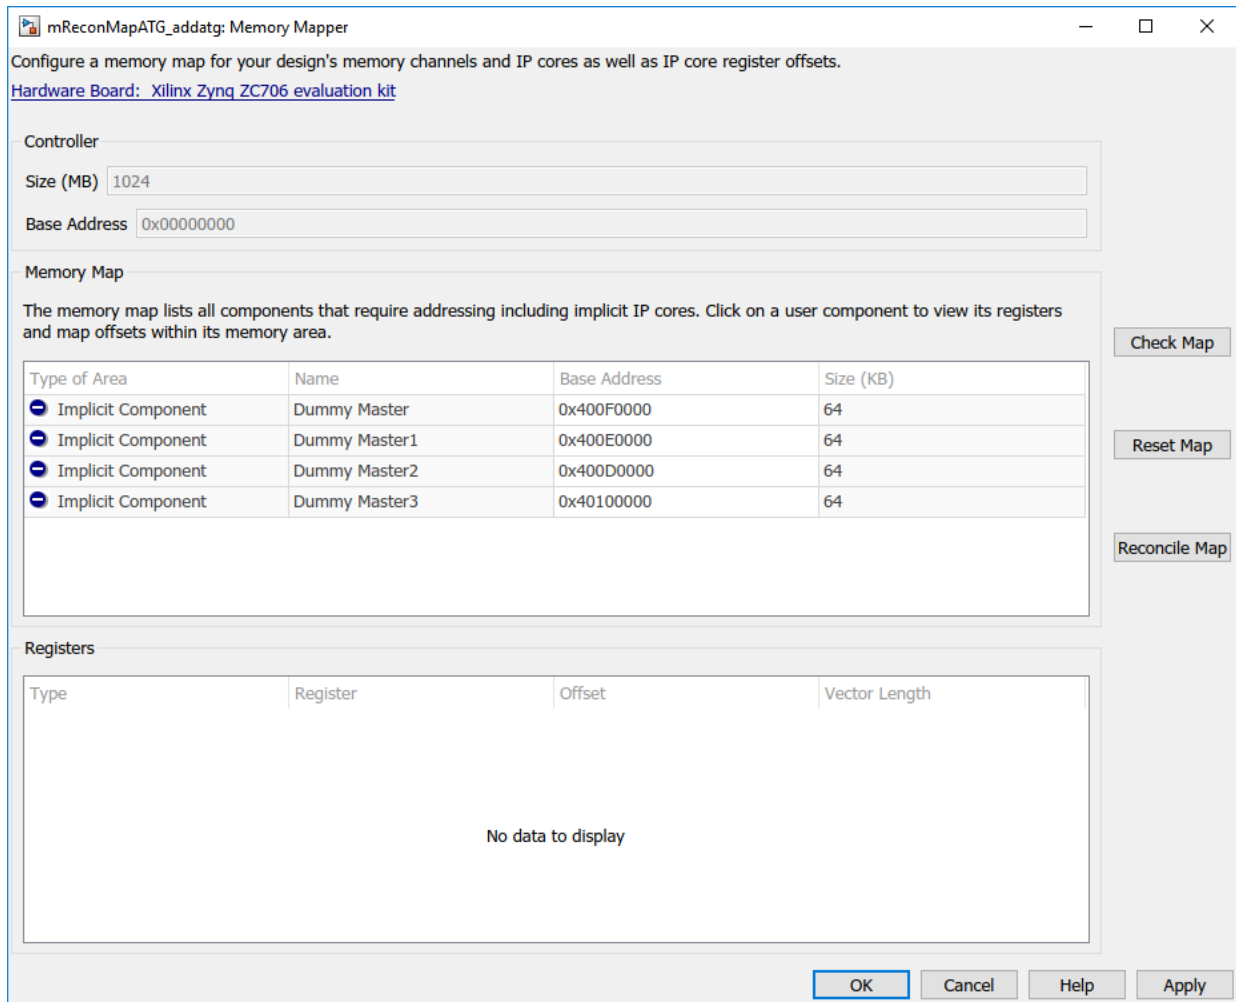 mReconMapATG_addatg: Memory Mapper
Configure a memory map for your design's memory channels and IP cores as well as IP core register offsets.
Hardware Board: Xilinx Zynq ZC706 evaluation kit
Controller
Size (MB) 1024
Base Address 0x00000000
Memory Map
The memory map lists all components that require addressing including implicit IP cores. Click on a user component to view its registers
and map offsets within its memory area.
Check Map
Type of Area Name Base Address Size (KB)
Implicit Component Dummy Master 0x400F0000 64
Implicit Component Dummy Master1 0x400E0000 64
Reset Map
Implicit Component Dummy Master2 0x400D0000 64
Implicit Component Dummy Master3 0x40100000 64
Reconcile Map
Registers
Type Register Offset Vector Length
No data to display
OK Cancel Help Apply